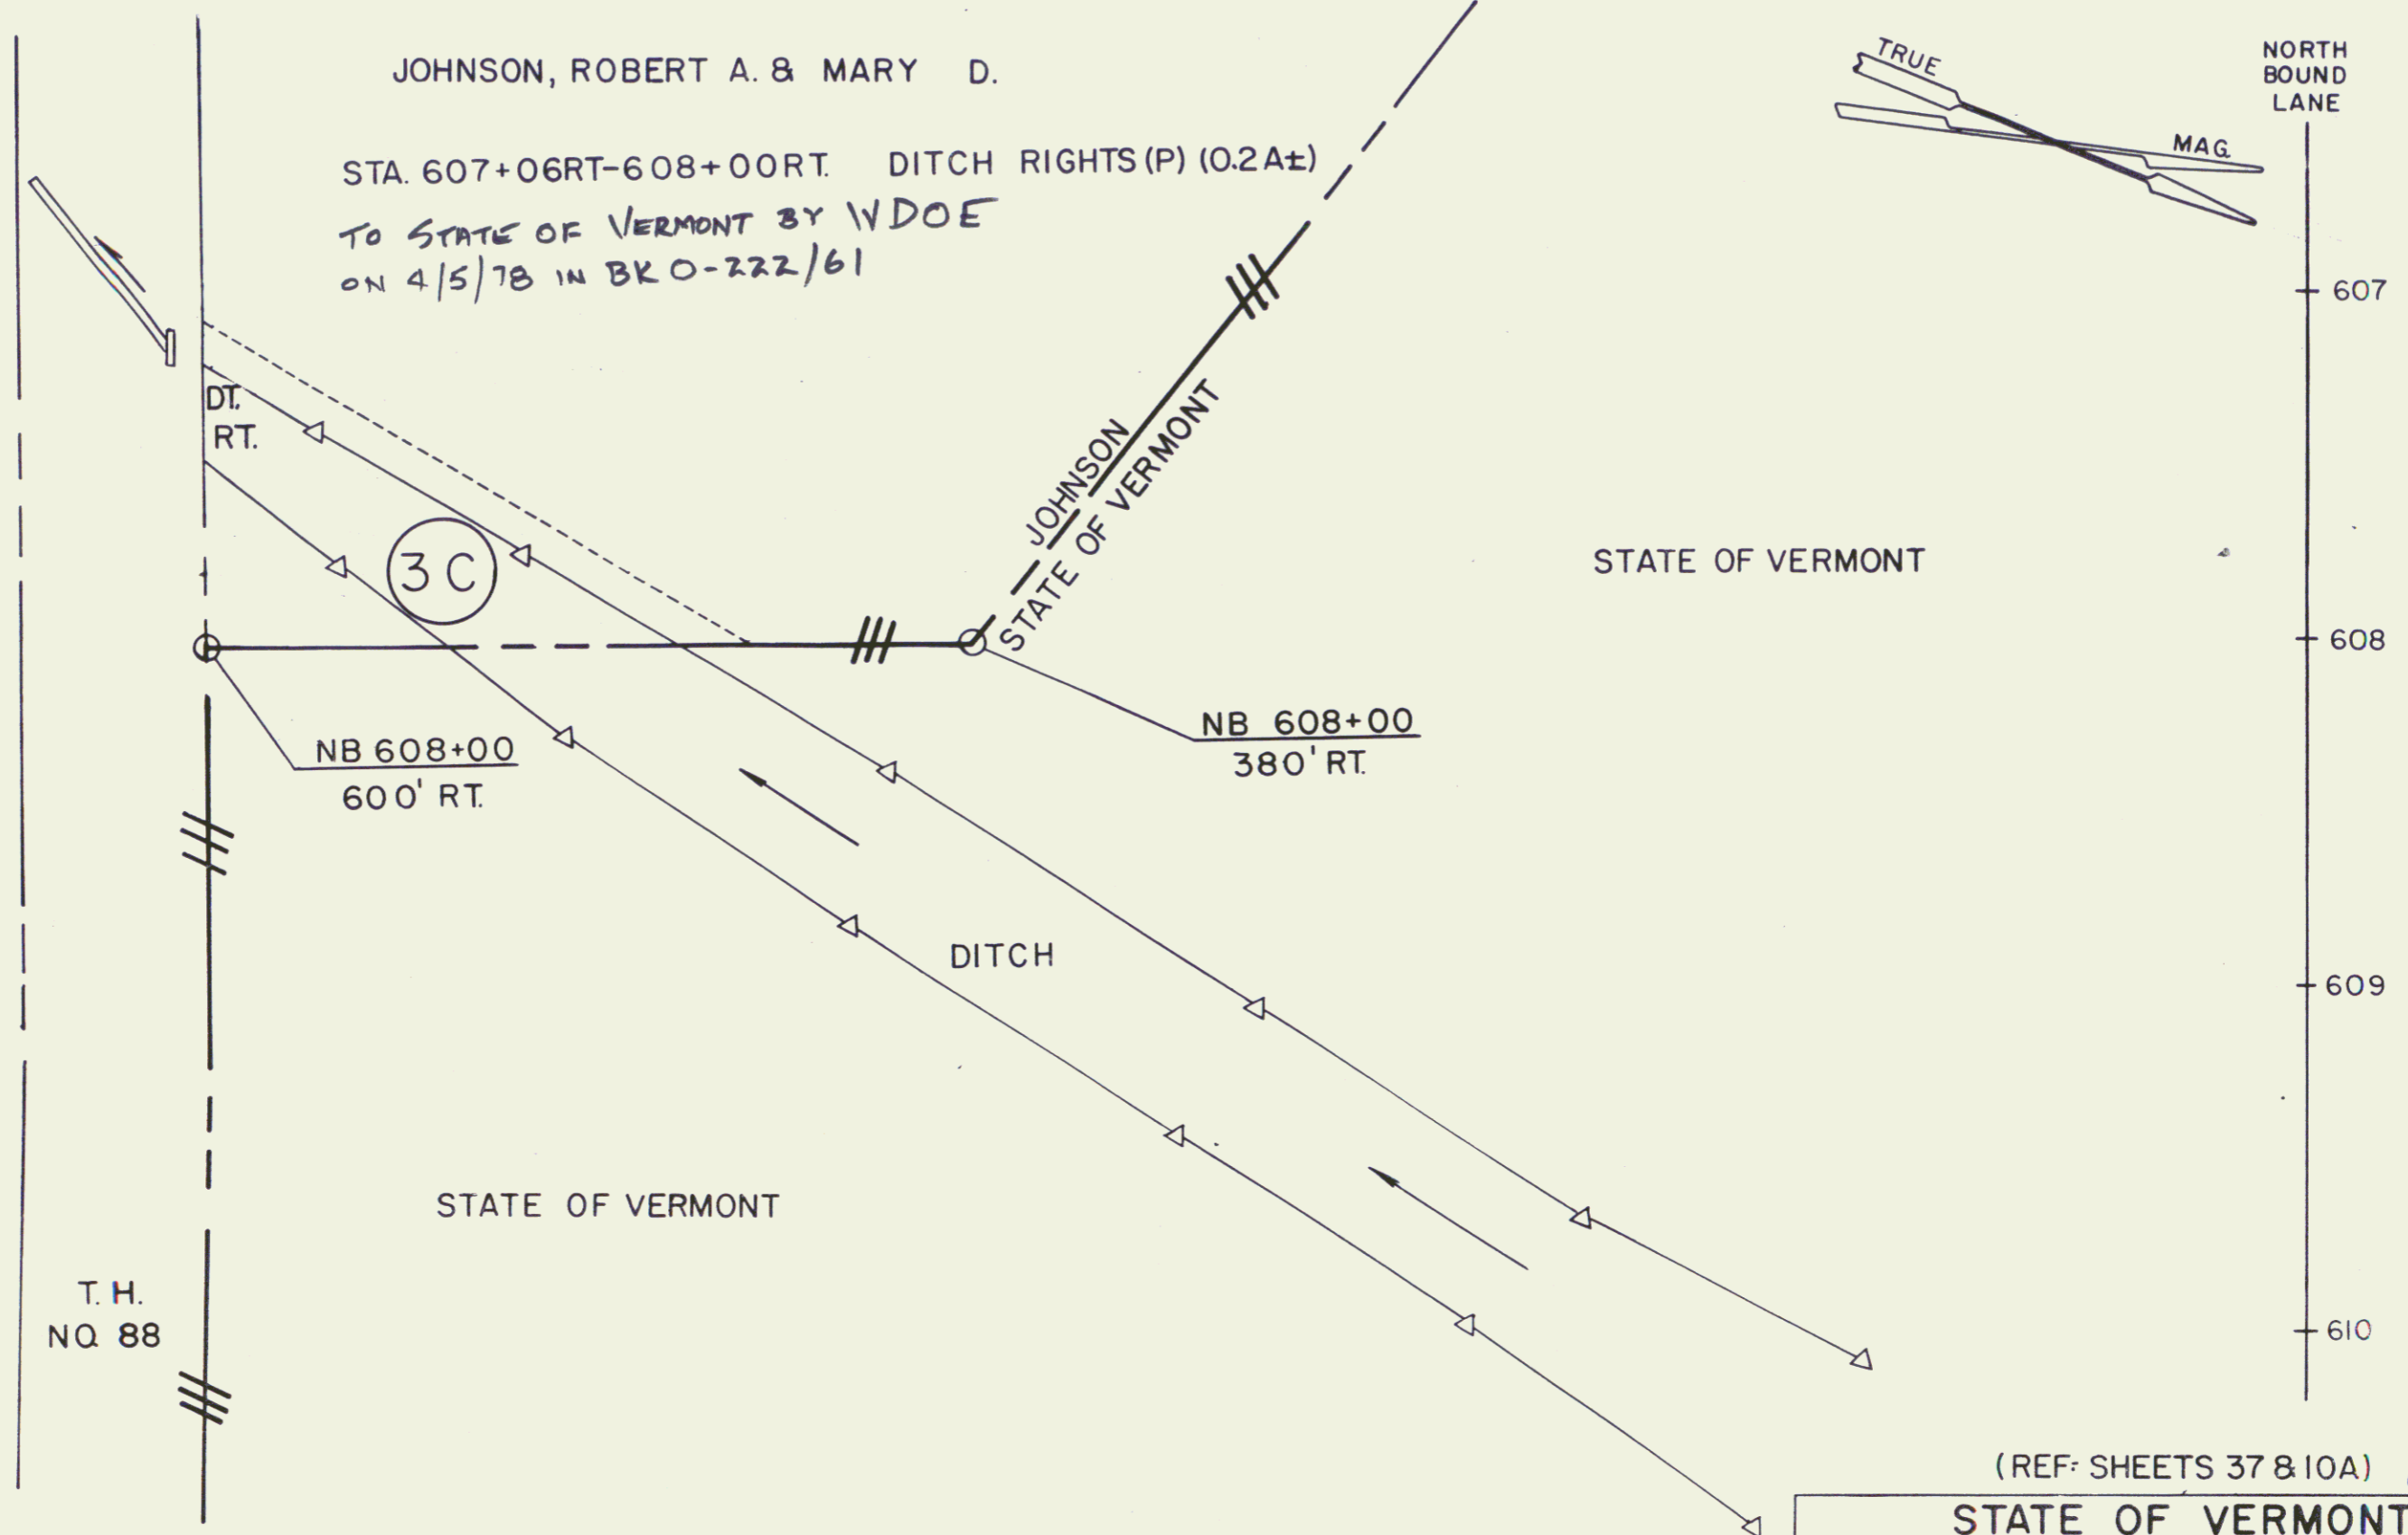 JOHNSON, ROBERT A. & MARY D.
STA. 607+06RT-608+00RT. DITCH RIGHTS (P) (0.2A±)
TO STATE OF VERMONT BY WDOE
ON 4/5/78 IN BK O-222/61
TRUE
MAG.
NORTH
BOUND
LANE
607
DT.
RT.
3C
JOHNSON
STATE OF VERMONT
STATE OF VERMONT
608
NB 608+00
600' RT.
NB 608+00
380' RT.
DITCH
609
STATE OF VERMONT
T. H.
NO. 88
610
(REF: SHEETS 37 & 10A)
STATE OF VERMONT